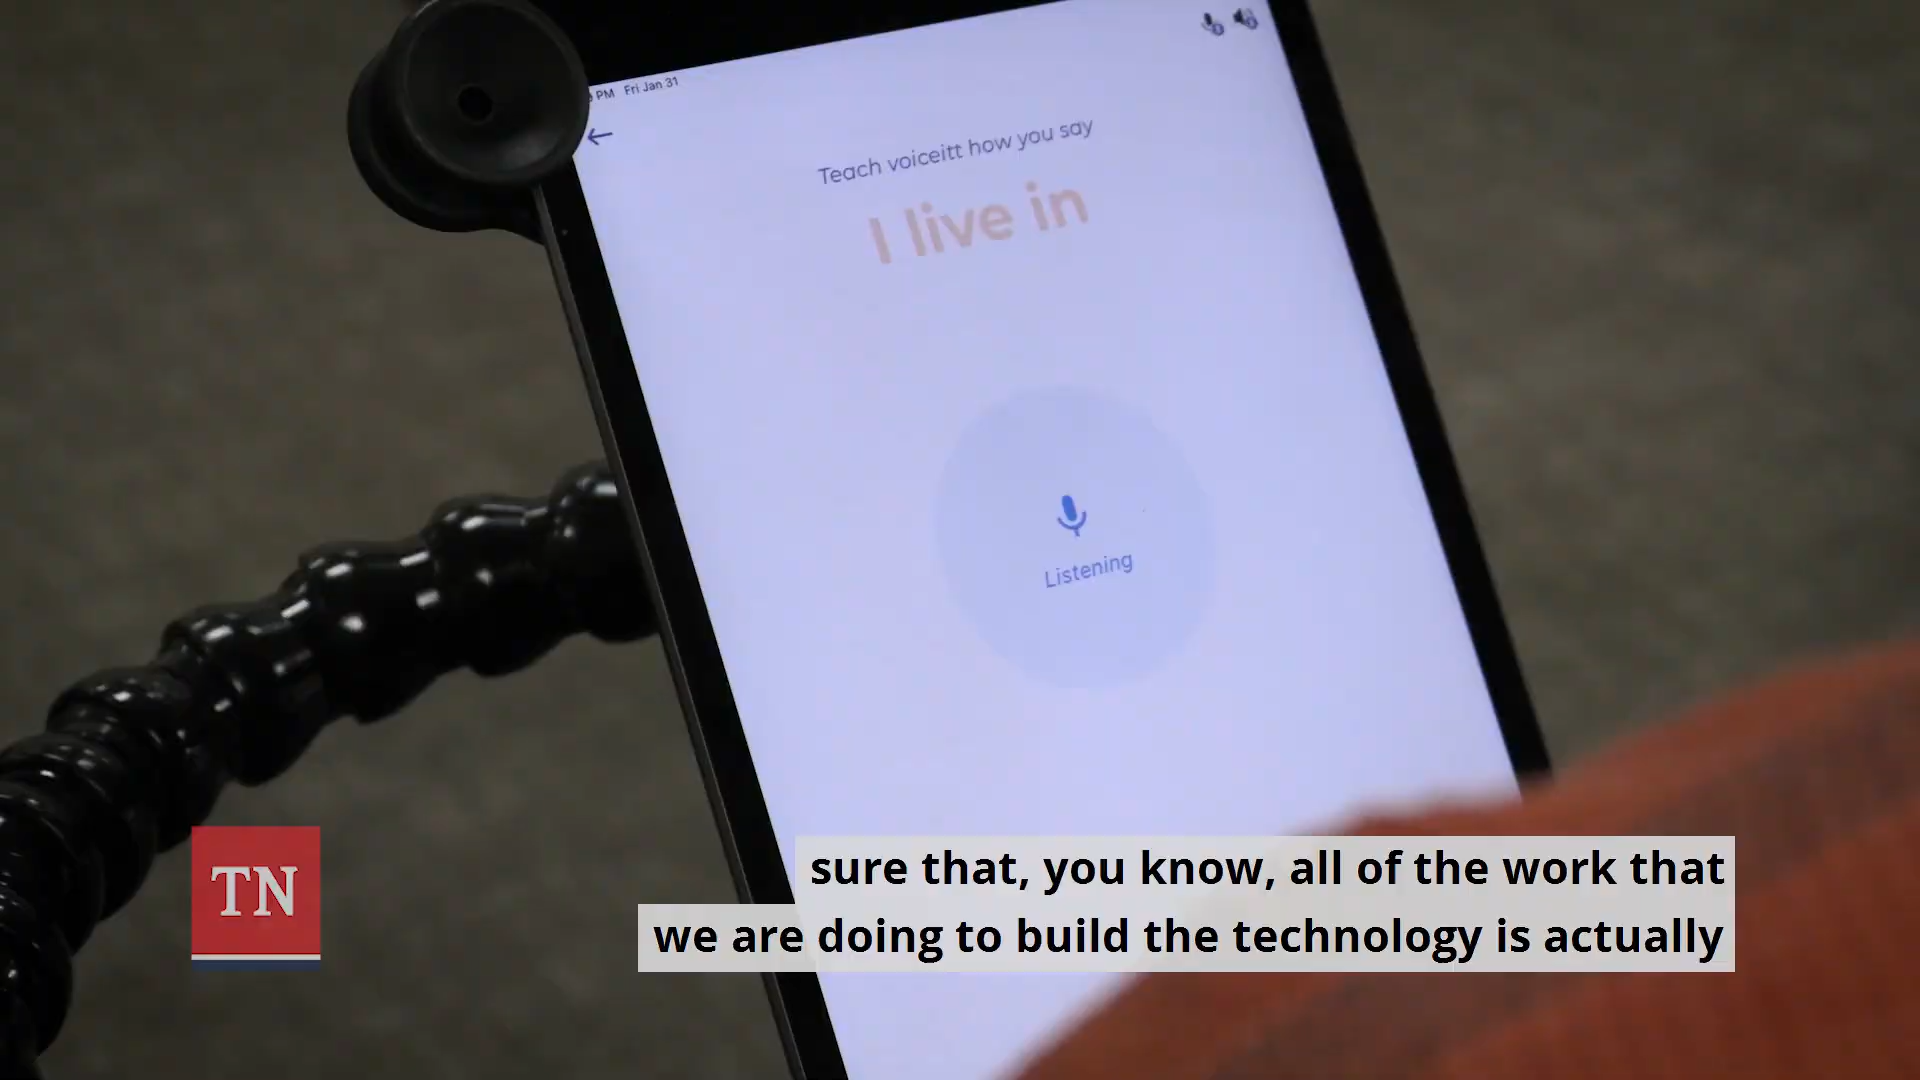 PM Fri Jan 31
Teach voiceitt how you say
I live in
Listening
TN
sure that, you know, all of the work that
we are doing to build the technology is actually